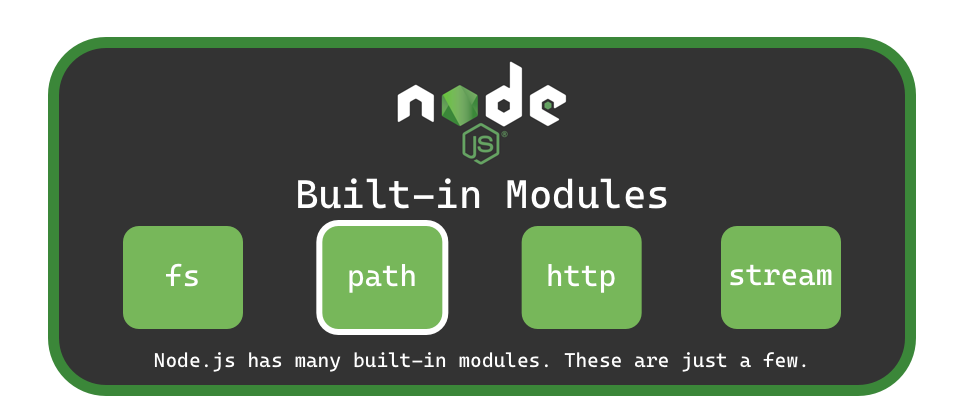 node
JS®
Built-in Modules
fs path http stream
Node.js has many built-in modules. These are just a few.